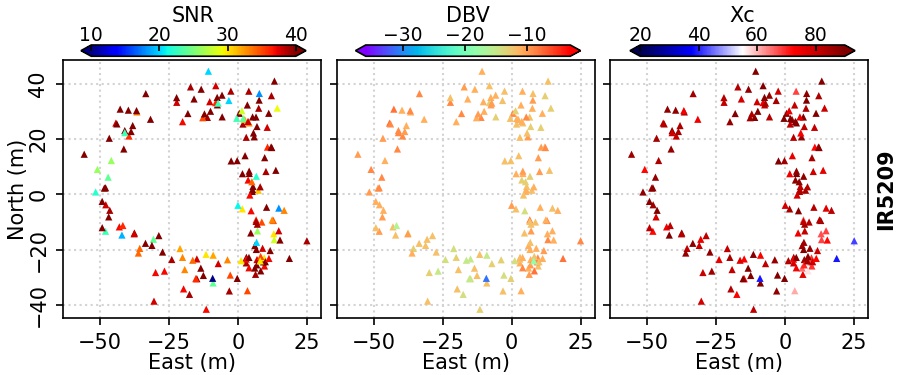 SNR DBV Xc
10 20 30 40 −30 −20 −10 20 40 60 80
40
20
0
−20
−40
North (m)
−50 −25 0 25 −50 −25 0 25 −50 −25 0 25
East (m) East (m) East (m)
IR5209